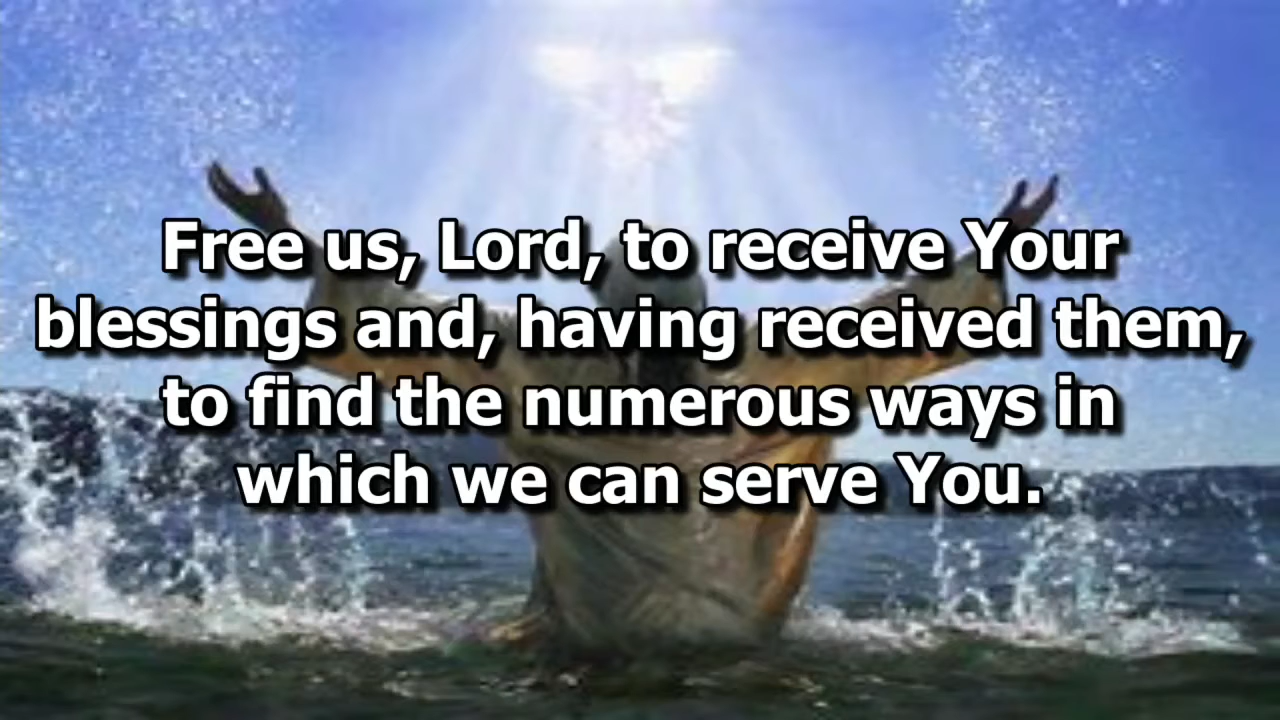 Free us, Lord, to receive Your
blessings and, having received them,
to find the numerous ways in
which we can serve You.